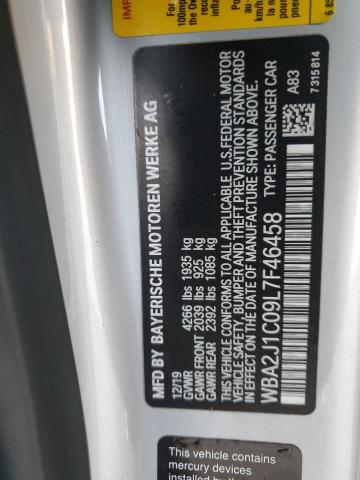 MFD BY BAYERISCHE MOTOREN WERKE AG
12/19
GVWR 4266 lbs 1935 kg
GAWR FRONT 2039 lbs 925 kg
GAWR REAR 2392 lbs 1085 kg
THIS VEHICLE CONFORMS TO ALL APPLICABLE U.S. FEDERAL MOTOR
VEHICLE SAFETY, BUMPER AND THEFT PREVENTION STANDARDS
IN EFFECT ON THE DATE OF MANUFACTURE SHOWN ABOVE.
WBA2J1C09L7F46458 TYPE: PASSENGER CAR
A83
7315814
This vehicle contains
mercury devices
installed by the